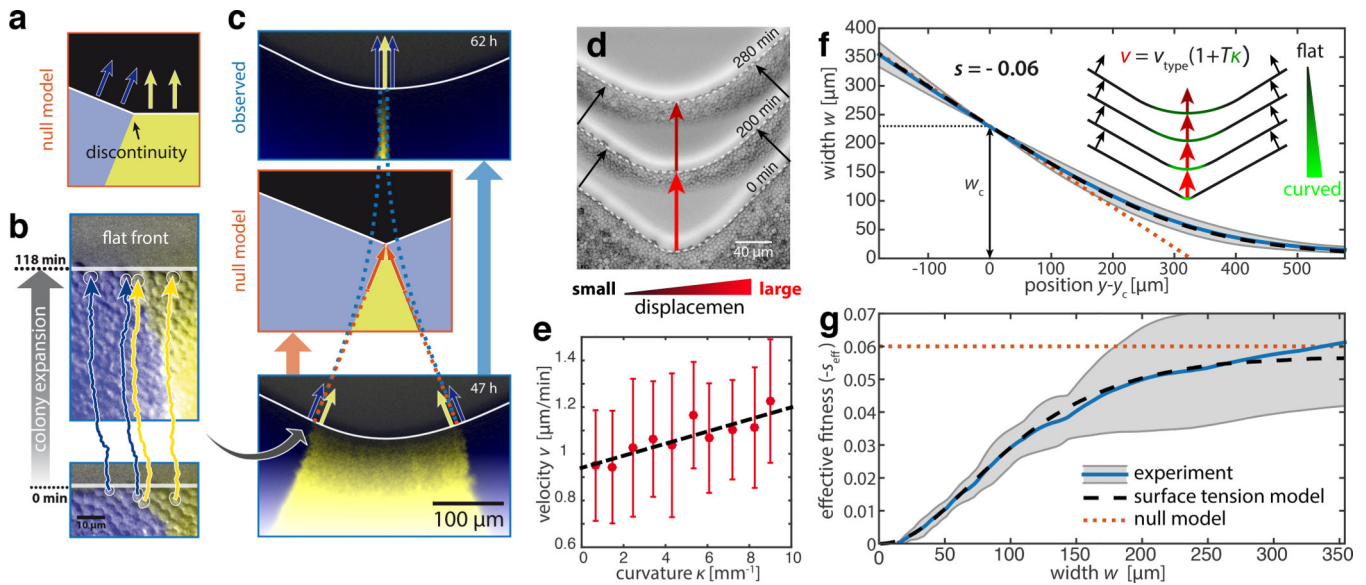 a
null model
discontinuity
b
flat front
118 min
colony expansion
0 min
10 µm
c
observed
62 h
null model
47 h
100 µm
d
280 min
200 min
0 min
40 µm
small
large
displacemen
e
velocity v [µm/min]
1.4
1.2
1
0.8
0.6
0 2 4 6 8 10
curvature κ [mm⁻¹]
f
width w [µm]
400
350
300
250
200
150
100
50
0
s = - 0.06
v = vtype(1+Tκ)
flat
curved
wc
-100 0 100 200 300 400 500
position y-yc [µm]
g
effective fitness (-seff)
0.07
0.06
0.05
0.04
0.03
0.02
0.01
0
experiment
surface tension model
null model
0 50 100 150 200 250 300 350
width w [µm]